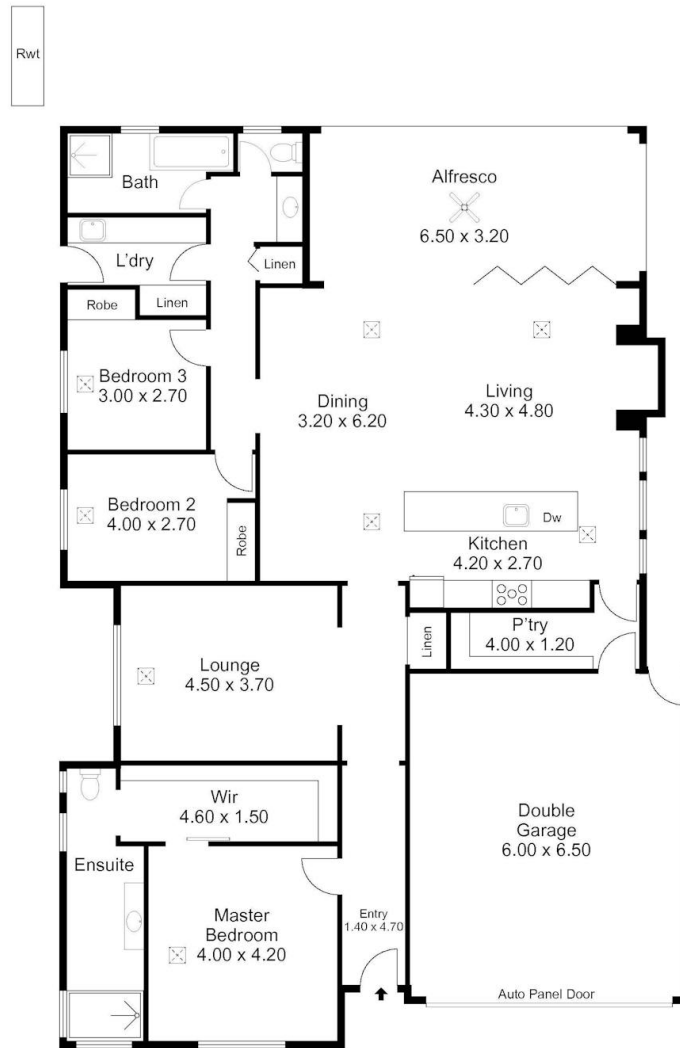 Rwt
Bath
Alfresco
6.50 x 3.20
L'dry
Linen
Robe
Linen
Bedroom 3
3.00 x 2.70
Dining
3.20 x 6.20
Living
4.30 x 4.80
Bedroom 2
4.00 x 2.70
Robe
Dw
Kitchen
4.20 x 2.70
Linen
P'try
4.00 x 1.20
Lounge
4.50 x 3.70
Wir
4.60 x 1.50
Double
Garage
6.00 x 6.50
Ensuite
Master
Bedroom
4.00 x 4.20
Entry
1.40 x 4.70
Auto Panel Door